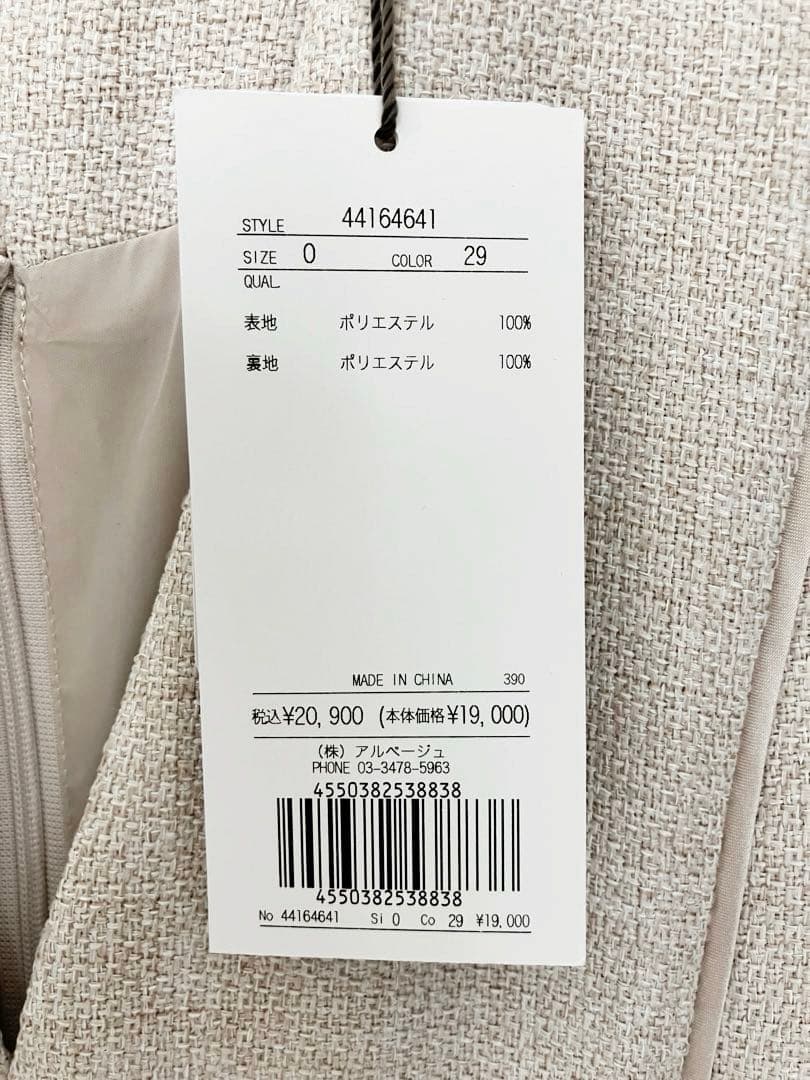 STYLE 44164641
SIZE 0 COLOR 29
QUAL
表地 ポリエステル 100%
裏地 ポリエステル 100%
MADE IN CHINA 390
税込¥20,900 (本体価格¥19,000)
(株) アルページュ
PHONE 03-3478-5963
4550382538838
4550382538838
No 44164641 Si 0 Co 29 ¥19,000